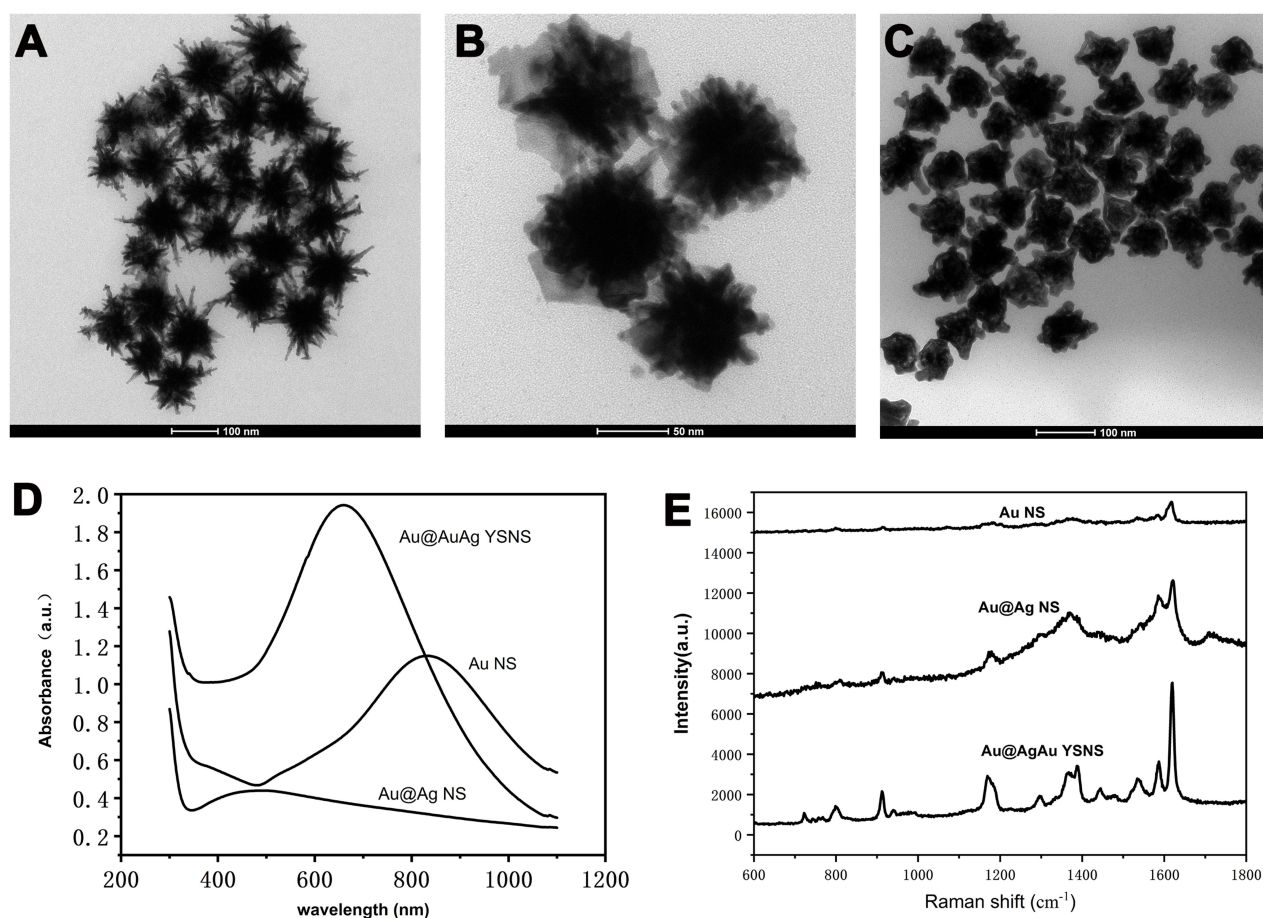 A
B
C
100 nm
50 nm
100 nm
D
2.0
1.8
1.6
1.4
1.2
1.0
0.8
0.6
0.4
0.2
Absorbance（a.u.）
Au@AuAg YSNS
Au NS
Au@Ag NS
200
400
600
800
1000
1200
wavelength (nm)
E
16000
14000
12000
10000
8000
6000
4000
2000
0
Intensity(a.u.)
Au NS
Au@Ag NS
Au@AgAu YSNS
600
800
1000
1200
1400
1600
1800
Raman shift (cm⁻¹)